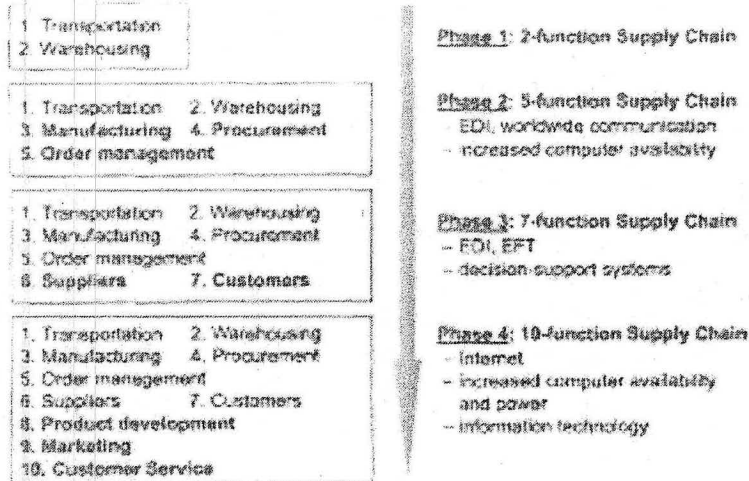 1. Transportation
2. Warehousing
Phase 1: 2-function Supply Chain
1. Transportation 2. Warehousing
3. Manufacturing 4. Procurement
5. Order management
Phase 2: 5-function Supply Chain
– EDI, worldwide communication
– increased computer availability
1. Transportation 2. Warehousing
3. Manufacturing 4. Procurement
5. Order management
6. Suppliers 7. Customers
Phase 3: 7-function Supply Chain
– EDI, EFT
– decision-support systems
1. Transportation 2. Warehousing
3. Manufacturing 4. Procurement
5. Order management
6. Suppliers 7. Customers
8. Product development
9. Marketing
10. Customer Service
Phase 4: 10-function Supply Chain
– Internet
– increased computer availability
and power
– information technology